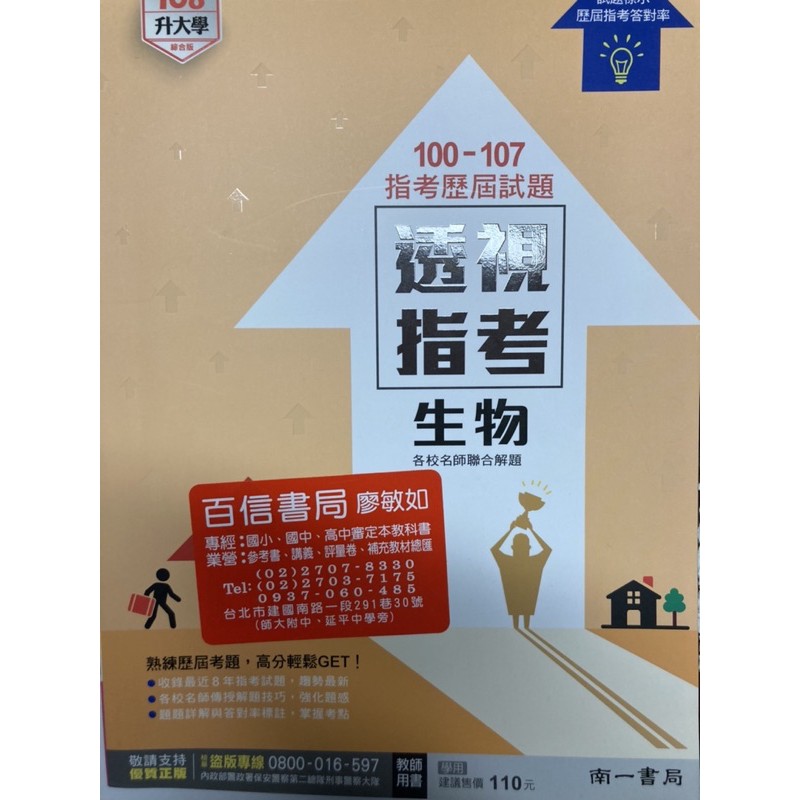 108
升大學
綜合版
試題標示
歷屆指考答對率
100-107
指考歷屆試題
透視
指考
生物
各校名師聯合解題
百信書局 廖敏如
專經：國小、國中、高中審定本教科書
業營：參考書、講義、評量卷、補充教材總匯
(02)2707-8330
Tel:(02)2703-7175
0937-060-485
台北市建國南路一段291巷30號
(師大附中、延平中學旁)
熟練歷屆考題，高分輕鬆GET！
收錄最近8年指考試題，趨勢最新
各校名師傳授解題技巧，強化題感
題題詳解與答對率標註，掌握考點
敬請支持
優質正版
檢舉盜版專線 0800-016-597
內政部警政署保安警察第二總隊刑事警察大隊
教師
用書
學用
建議售價 110元
南一書局